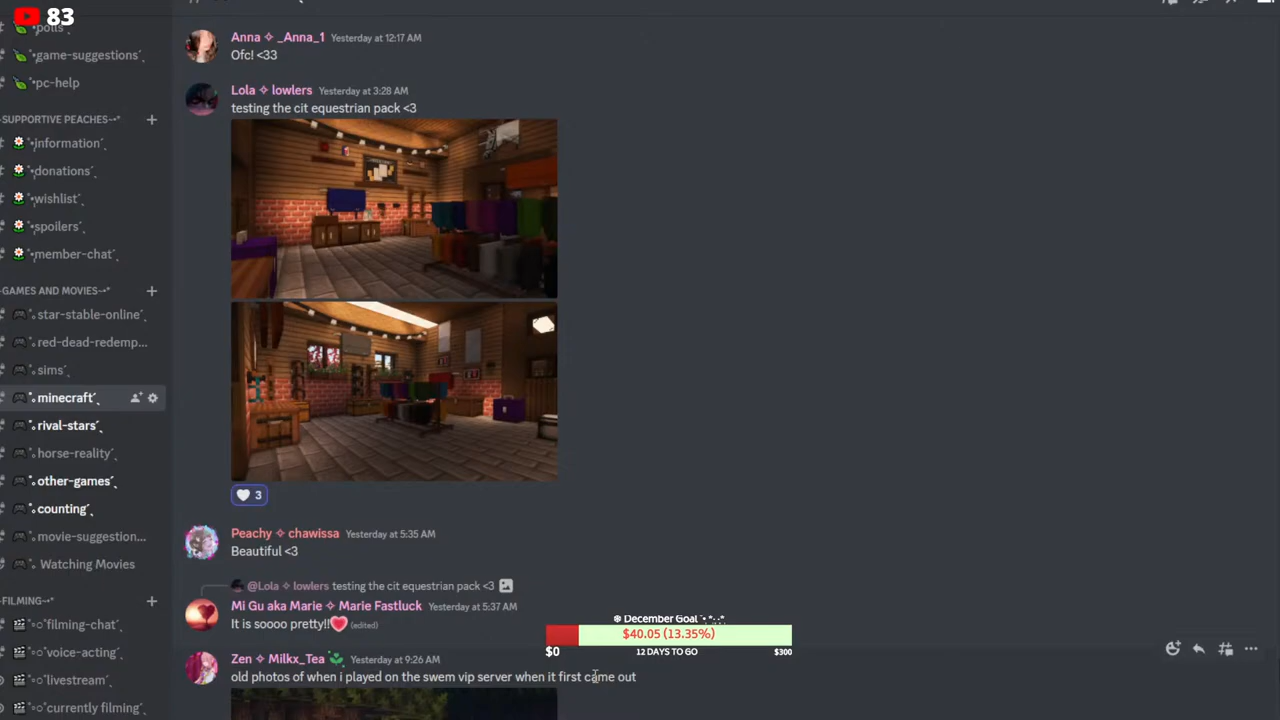 83
polls
game-suggestions
pc-help
SUPPORTIVE PEACHES
information
donations
wishlist
spoilers
member-chat
GAMES AND MOVIES
star-stable-online
red-dead-redemp...
sims
minecraft
rival-stars
horse-reality
other-games
counting
movie-suggestion...
Watching Movies
FILMING
filming-chat
voice-acting
livestream
currently filming
Anna ✧ _Anna_1 Yesterday at 12:17 AM
Ofc! <33
Lola ✧ lowlers Yesterday at 3:28 AM
testing the cit equestrian pack <3
3
Peachy ✧ chawissa Yesterday at 5:35 AM
Beautiful <3
@Lola ✧ lowlers testing the cit equestrian pack <3
Mi Gu aka Marie ✧ Marie Fastluck Yesterday at 5:37 AM
It is soooo pretty!! (edited)
Zen ✧ Milkx_Tea Yesterday at 9:26 AM
old photos of when i played on the swem vip server when it first came out
December Goal
$40.05 (13.35%)
$0 12 DAYS TO GO $300